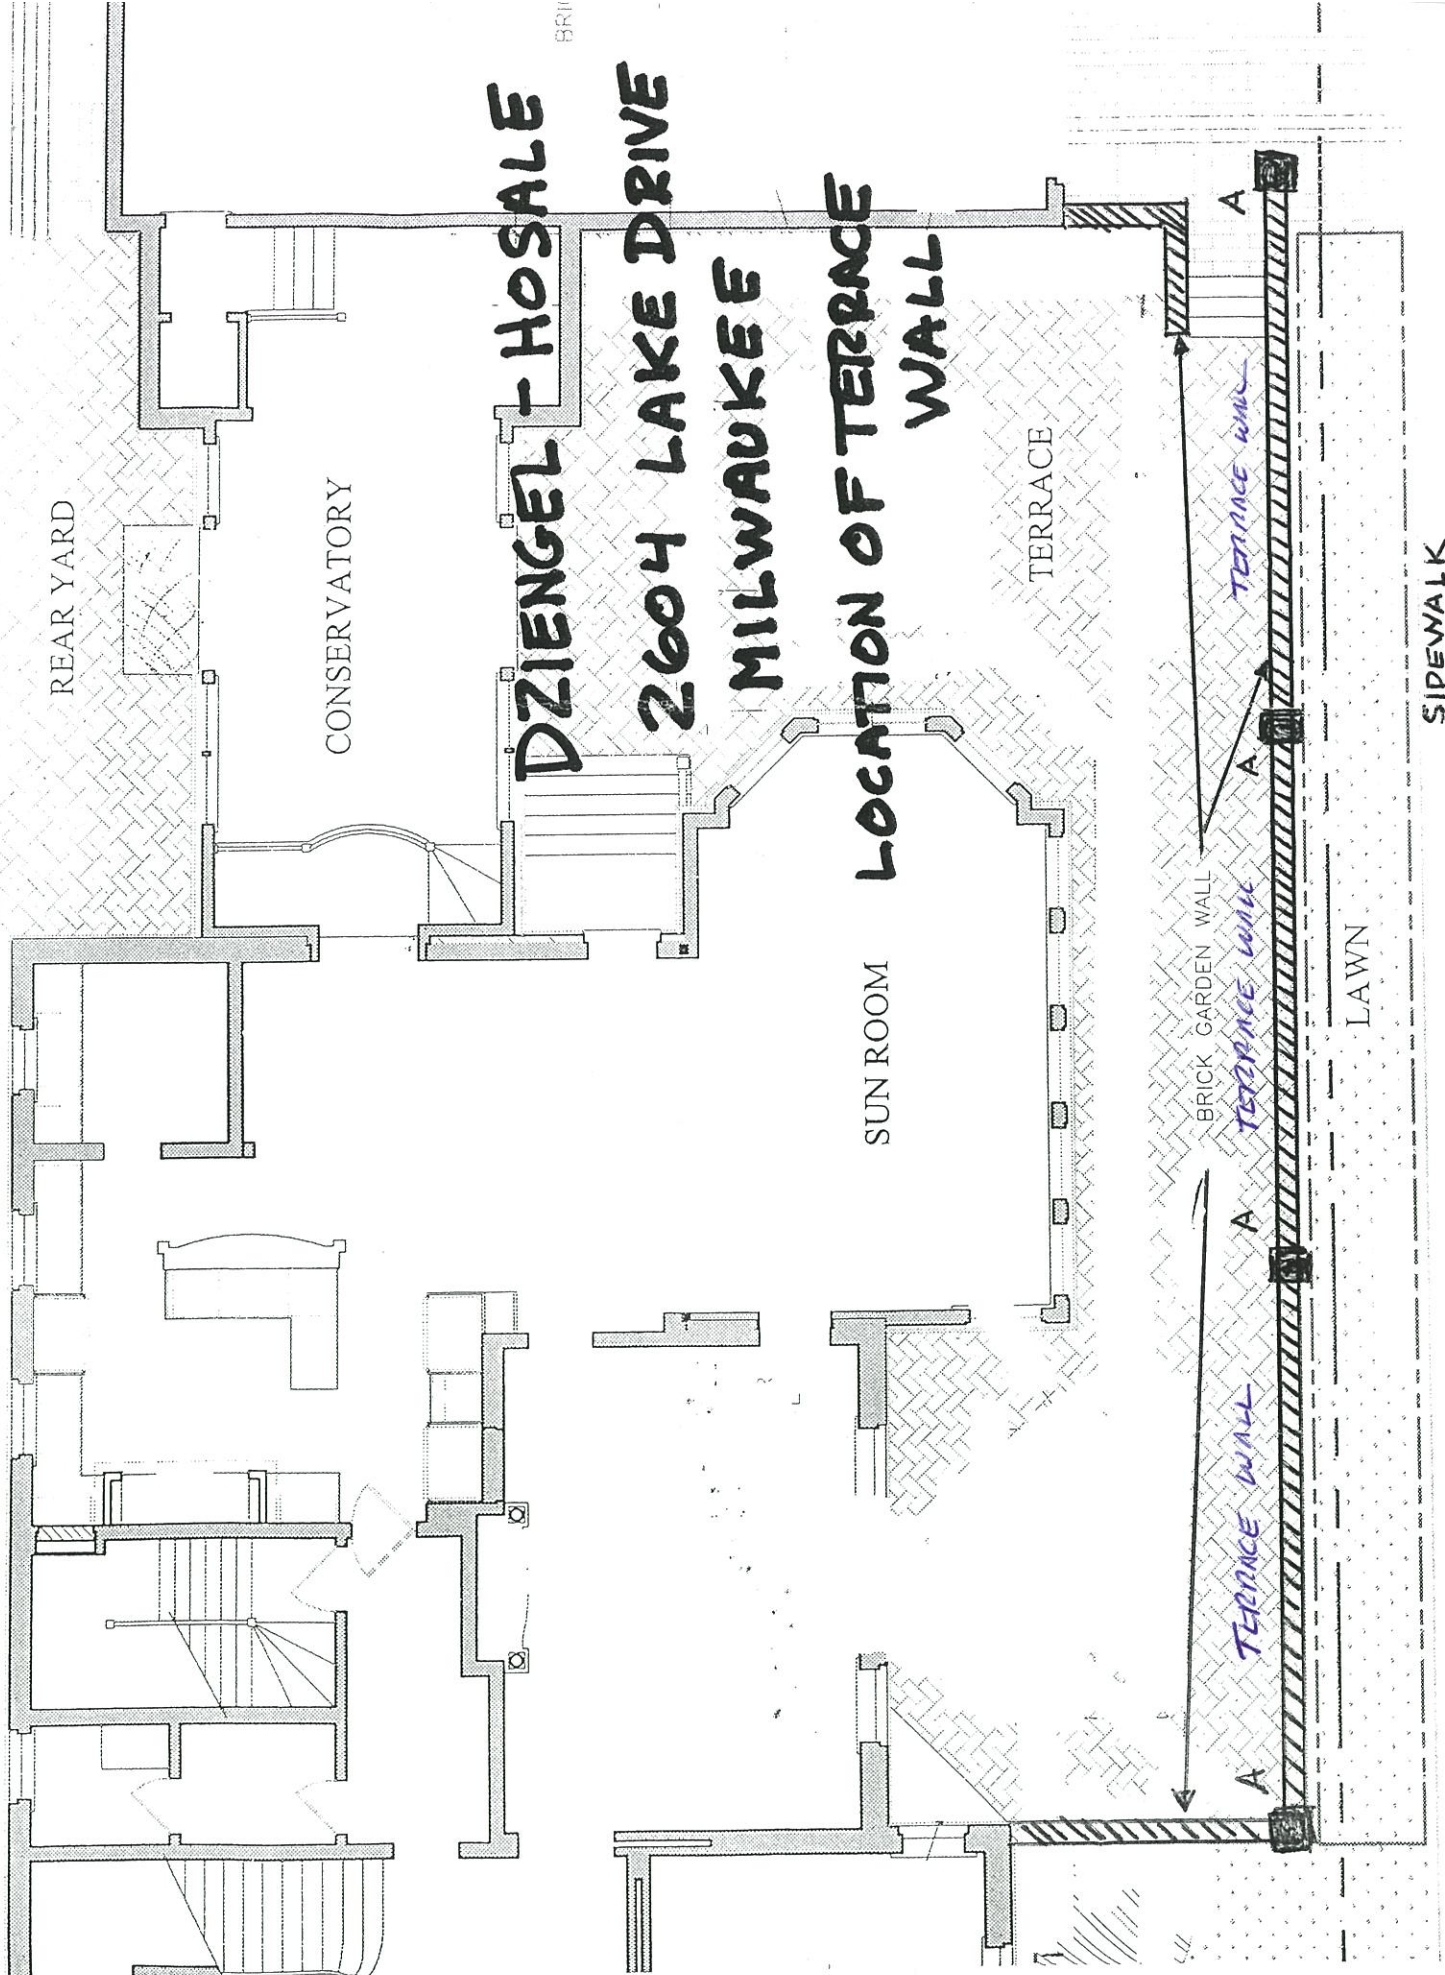 BRIC
REAR YARD
CONSERVATORY
DZIENGEL - HOSALE
2604 LAKE DRIVE
MILWAUKEE
LOCATION OF TERRACE
WALL
TERRACE
SUN ROOM
BRICK GARDEN WALL
TERRACE WALL
TERRACE WALL
TERRACE WALL
A
A
A
A
LAWN
SIDEWALK